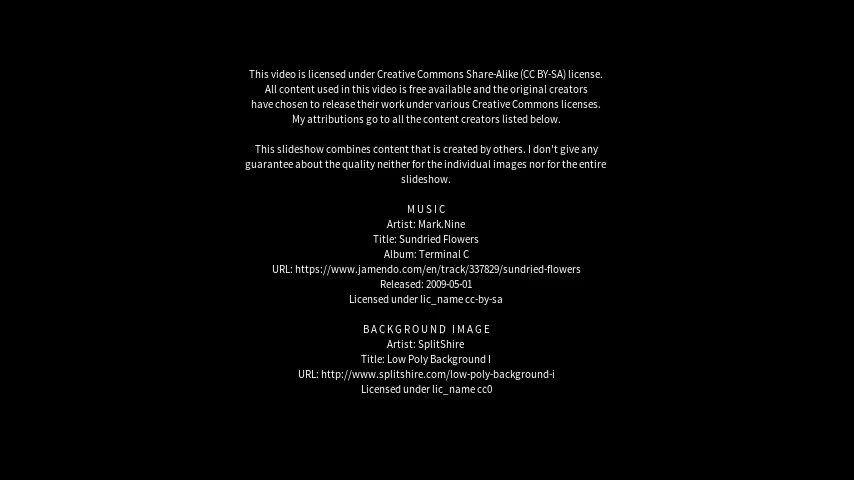 This video is licensed under Creative Commons Share-Alike (CC BY-SA) license.
All content used in this video is free available and the original creators
have chosen to release their work under various Creative Commons licenses.
My attributions go to all the content creators listed below.
This slideshow combines content that is created by others. I don't give any
guarantee about the quality neither for the individual images nor for the entire
slideshow.
MUSIC
Artist: Mark.Nine
Title: Sundried Flowers
Album: Terminal C
URL: https://www.jamendo.com/en/track/337829/sundried-flowers
Released: 2009-05-01
Licensed under lic_name cc-by-sa
BACKGROUND IMAGE
Artist: SplitShire
Title: Low Poly Background I
URL: http://www.splitshire.com/low-poly-background-i
Licensed under lic_name cc0